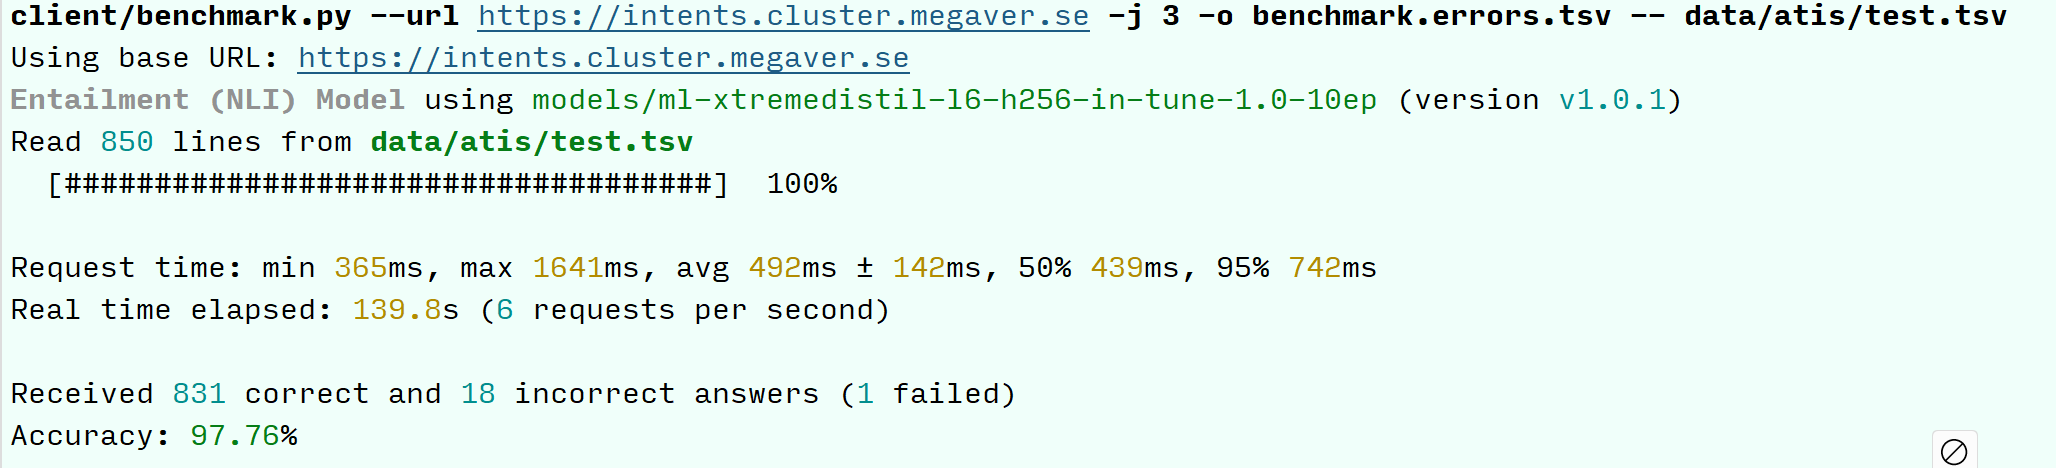 client/benchmark.py --url https://intents.cluster.megaver.se -j 3 -o benchmark.errors.tsv -- data/atis/test.tsv
Using base URL: https://intents.cluster.megaver.se
Entailment (NLI) Model using models/ml-xtremedistil-l6-h256-in-tune-1.0-10ep (version v1.0.1)
Read 850 lines from data/atis/test.tsv
[####################################] 100%
Request time: min 365ms, max 1641ms, avg 492ms ± 142ms, 50% 439ms, 95% 742ms
Real time elapsed: 139.8s (6 requests per second)
Received 831 correct and 18 incorrect answers (1 failed)
Accuracy: 97.76%